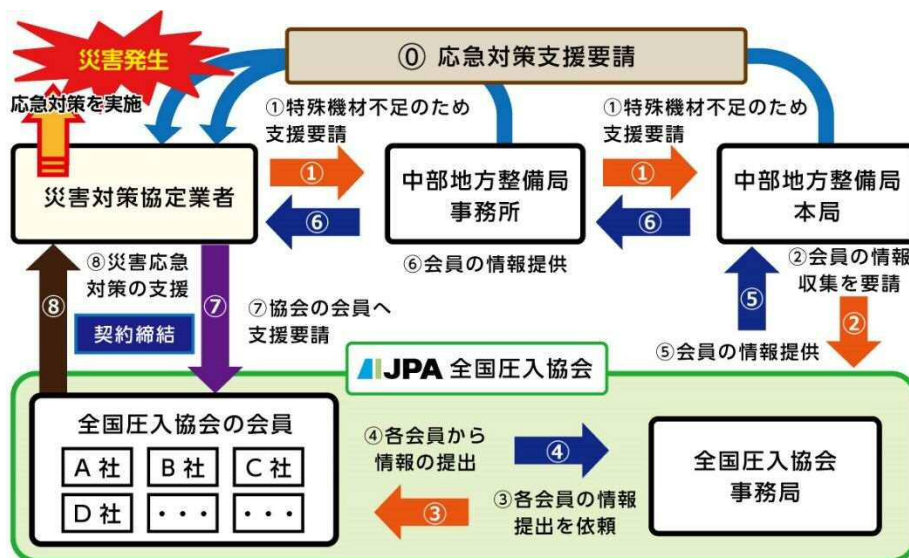 災害発生
⓪ 応急対策支援要請
応急対策を実施
①特殊機材不足のため
支援要請
①特殊機材不足のため
支援要請
災害対策協定業者
①
⑥
中部地方整備局
事務所
①
⑥
中部地方整備局
本局
⑥会員の情報提供
⑧
⑧災害応急
対策の支援
契約締結
⑦
⑦協会の会員へ
支援要請
⑤
②会員の情報
収集を要請
②
⑤会員の情報提供
JPA 全国圧入協会
全国圧入協会の会員
A社
B社
C社
D社
・・・
・・・
④各会員から
情報の提出
④
③
③各会員の情報
提出を依頼
全国圧入協会
事務局